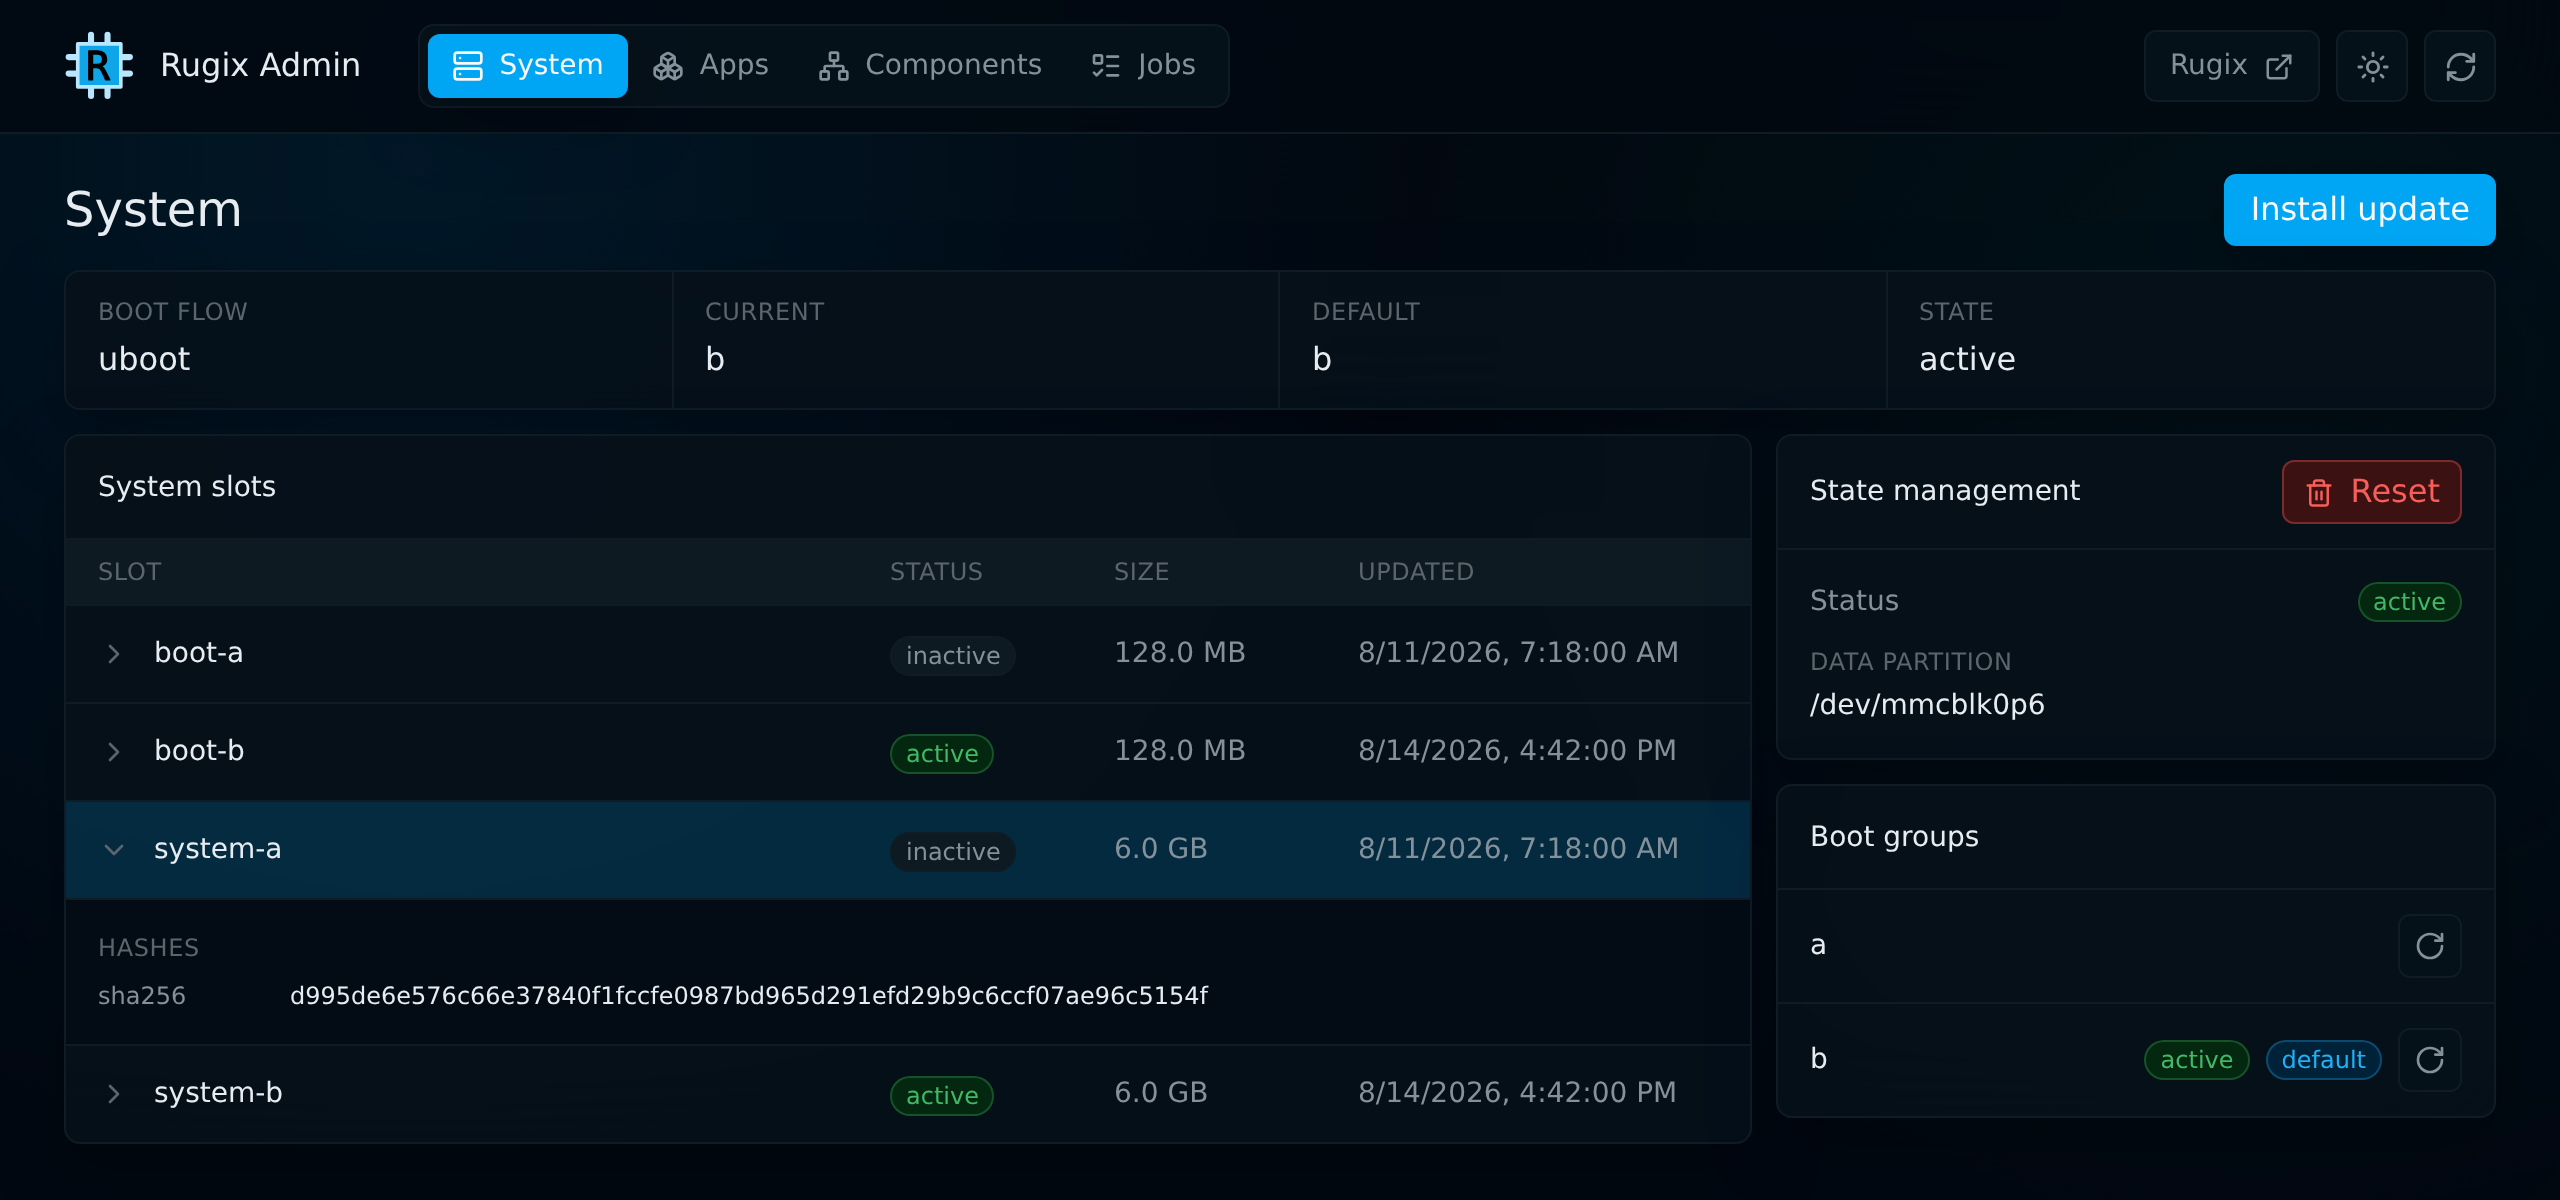 R Rugix Admin System Apps Components Jobs Rugix
System Install update
BOOT FLOW CURRENT DEFAULT STATE
uboot b b active
System slots
SLOT STATUS SIZE UPDATED
boot-a inactive 128.0 MB 8/11/2026, 7:18:00 AM
boot-b active 128.0 MB 8/14/2026, 4:42:00 PM
system-a inactive 6.0 GB 8/11/2026, 7:18:00 AM
HASHES
sha256 d995de6e576c66e37840f1fccfe0987bd965d291efd29b9c6ccf07ae96c5154f
system-b active 6.0 GB 8/14/2026, 4:42:00 PM
State management Reset
Status active
DATA PARTITION
/dev/mmcblk0p6
Boot groups
a
b active default